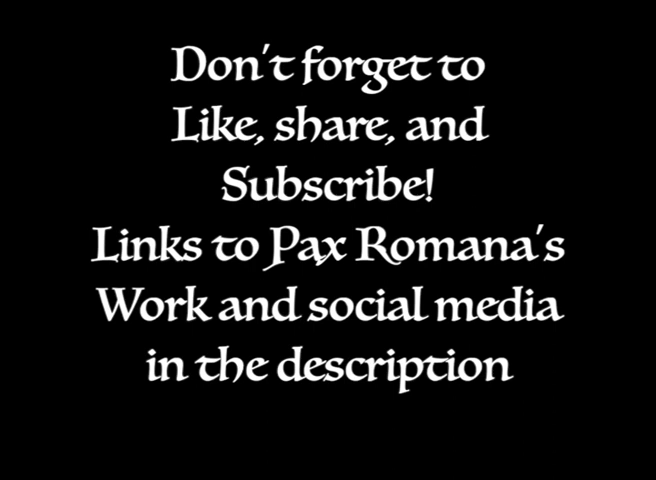 Don't forget to
Like, share, and
Subscribe!
Links to Pax Romana's
Work and social media
in the description